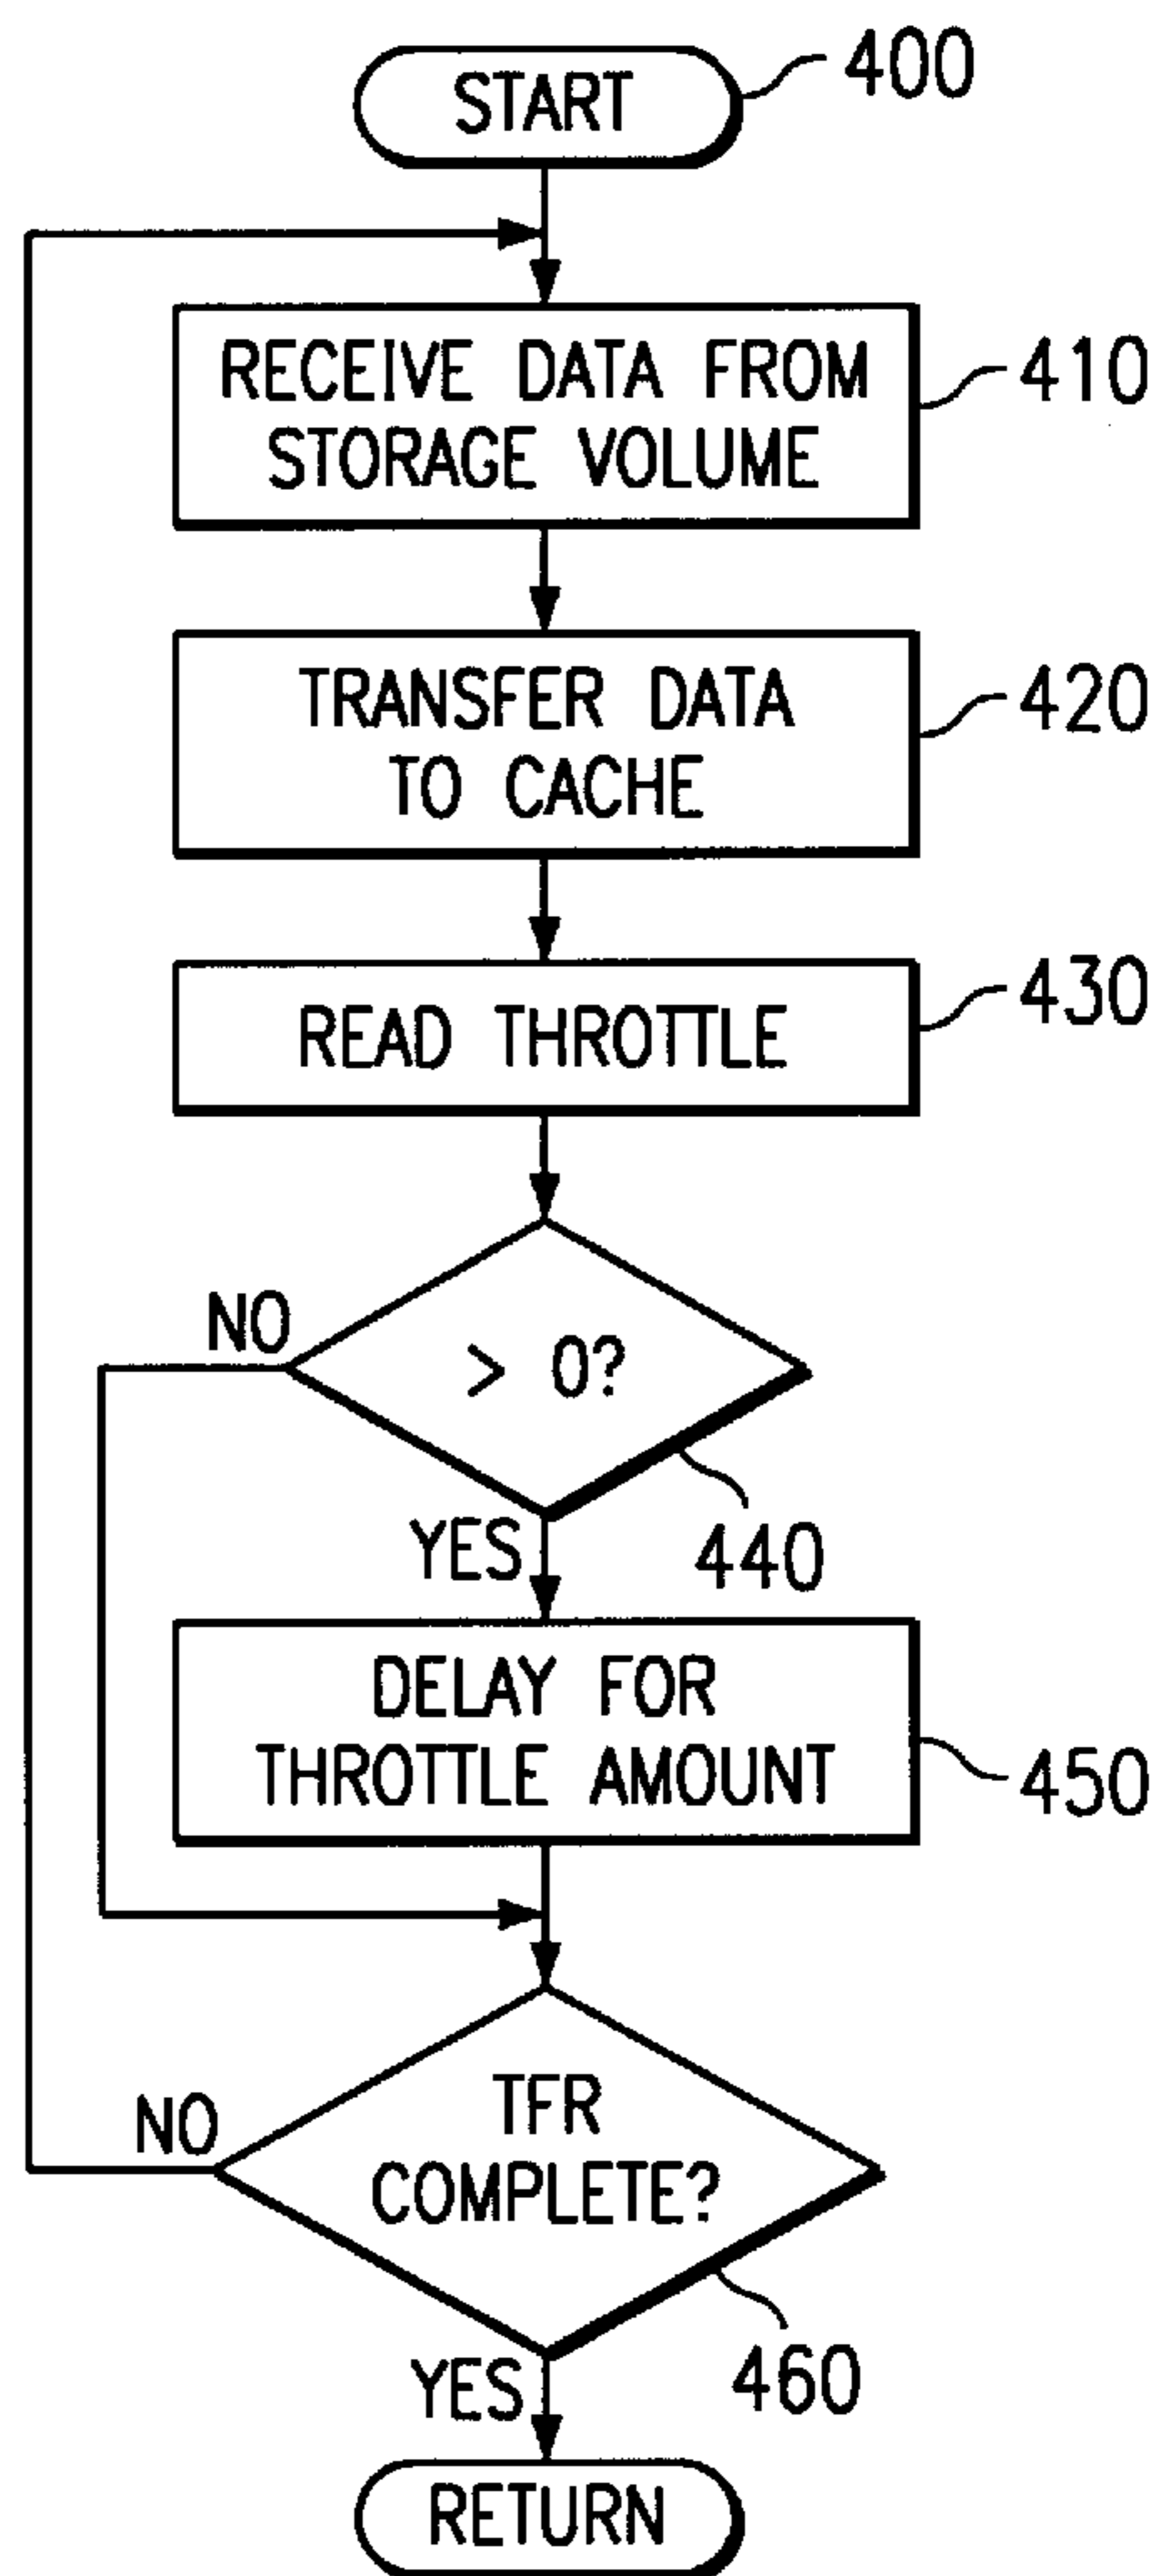 START
400
RECEIVE DATA FROM
STORAGE VOLUME
410
TRANSFER DATA
TO CACHE
420
READ THROTTLE
430
NO
> 0?
440
YES
DELAY FOR
THROTTLE AMOUNT
450
NO
TFR
COMPLETE?
460
YES
RETURN